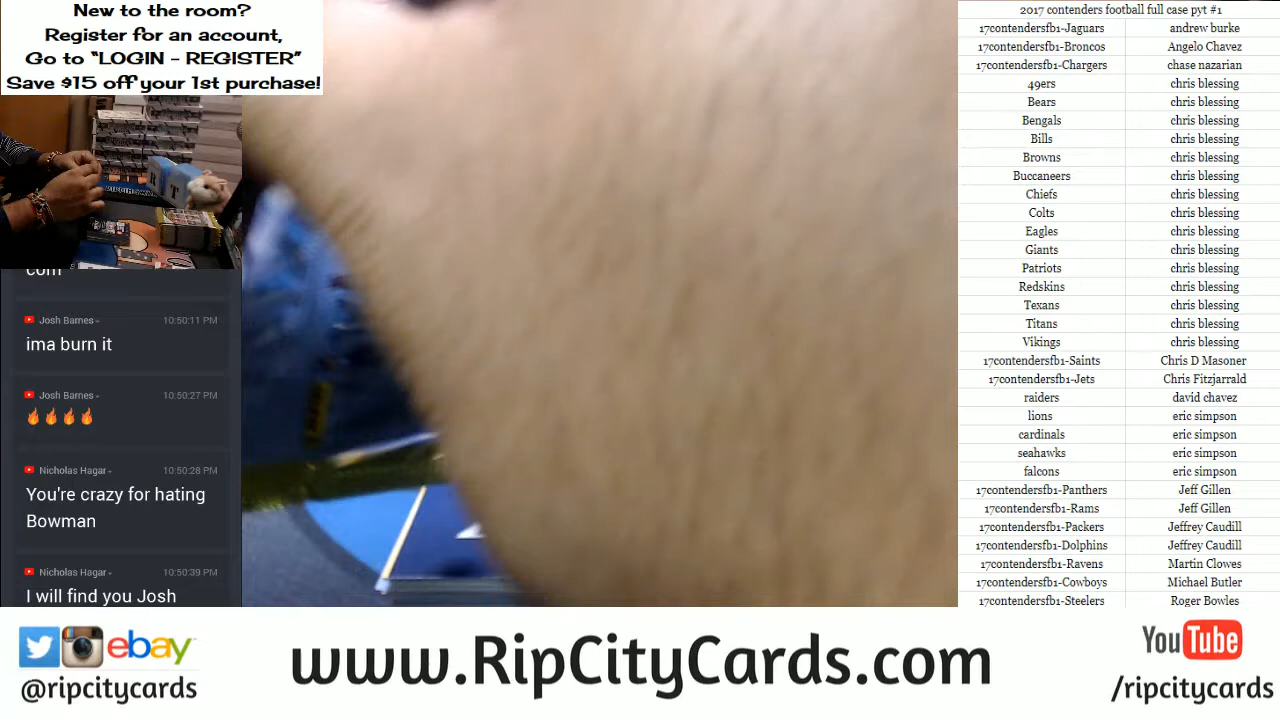 New to the room?
Register for an account,
Go to “LOGIN - REGISTER”
Save $15 off your 1st purchase!
com
Josh Barnes 10:50:11 PM
ima burn it
Josh Barnes 10:50:27 PM
🔥🔥🔥🔥
Nicholas Hagar 10:50:28 PM
You're crazy for hating
Bowman
Nicholas Hagar 10:50:39 PM
I will find you Josh
2017 contenders football full case pyt #1
17contendersfb1-Jaguars andrew burke
17contendersfb1-Broncos Angelo Chavez
17contendersfb1-Chargers chase nazarian
49ers chris blessing
Bears chris blessing
Bengals chris blessing
Bills chris blessing
Browns chris blessing
Buccaneers chris blessing
Chiefs chris blessing
Colts chris blessing
Eagles chris blessing
Giants chris blessing
Patriots chris blessing
Redskins chris blessing
Texans chris blessing
Titans chris blessing
Vikings chris blessing
17contendersfb1-Saints Chris D Masoner
17contendersfb1-Jets Chris Fitzjarrald
raiders david chavez
lions eric simpson
cardinals eric simpson
seahawks eric simpson
falcons eric simpson
17contendersfb1-Panthers Jeff Gillen
17contendersfb1-Rams Jeff Gillen
17contendersfb1-Packers Jeffrey Caudill
17contendersfb1-Dolphins Jeffrey Caudill
17contendersfb1-Ravens Martin Clowes
17contendersfb1-Cowboys Michael Butler
17contendersfb1-Steelers Roger Bowles
ebay
@ripcitycards
www.RipCityCards.com
You Tube
/ripcitycards